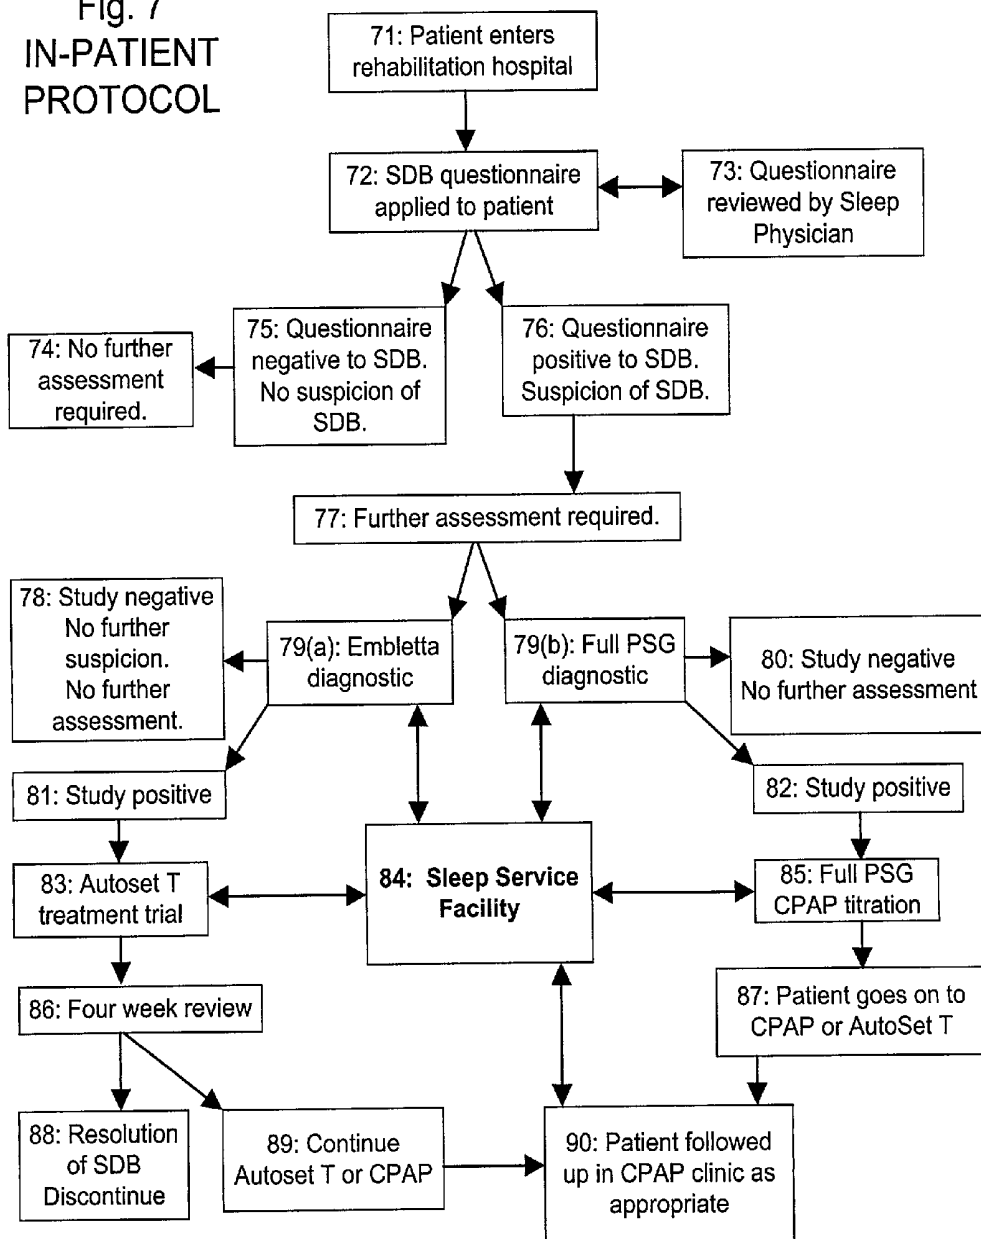 Fig. 7
IN-PATIENT
PROTOCOL
71: Patient enters
rehabilitation hospital
72: SDB questionnaire
applied to patient
73: Questionnaire
reviewed by Sleep
Physician
74: No further
assessment
required.
75: Questionnaire
negative to SDB.
No suspicion of
SDB.
76: Questionnaire
positive to SDB.
Suspicion of SDB.
77: Further assessment required.
78: Study negative
No further
suspicion.
No further
assessment.
79(a): Embletta
diagnostic
79(b): Full PSG
diagnostic
80: Study negative
No further assessment
81: Study positive
82: Study positive
83: Autoset T
treatment trial
84: Sleep Service
Facility
85: Full PSG
CPAP titration
86: Four week review
87: Patient goes on to
CPAP or AutoSet T
88: Resolution
of SDB
Discontinue
89: Continue
Autoset T or CPAP
90: Patient followed
up in CPAP clinic as
appropriate